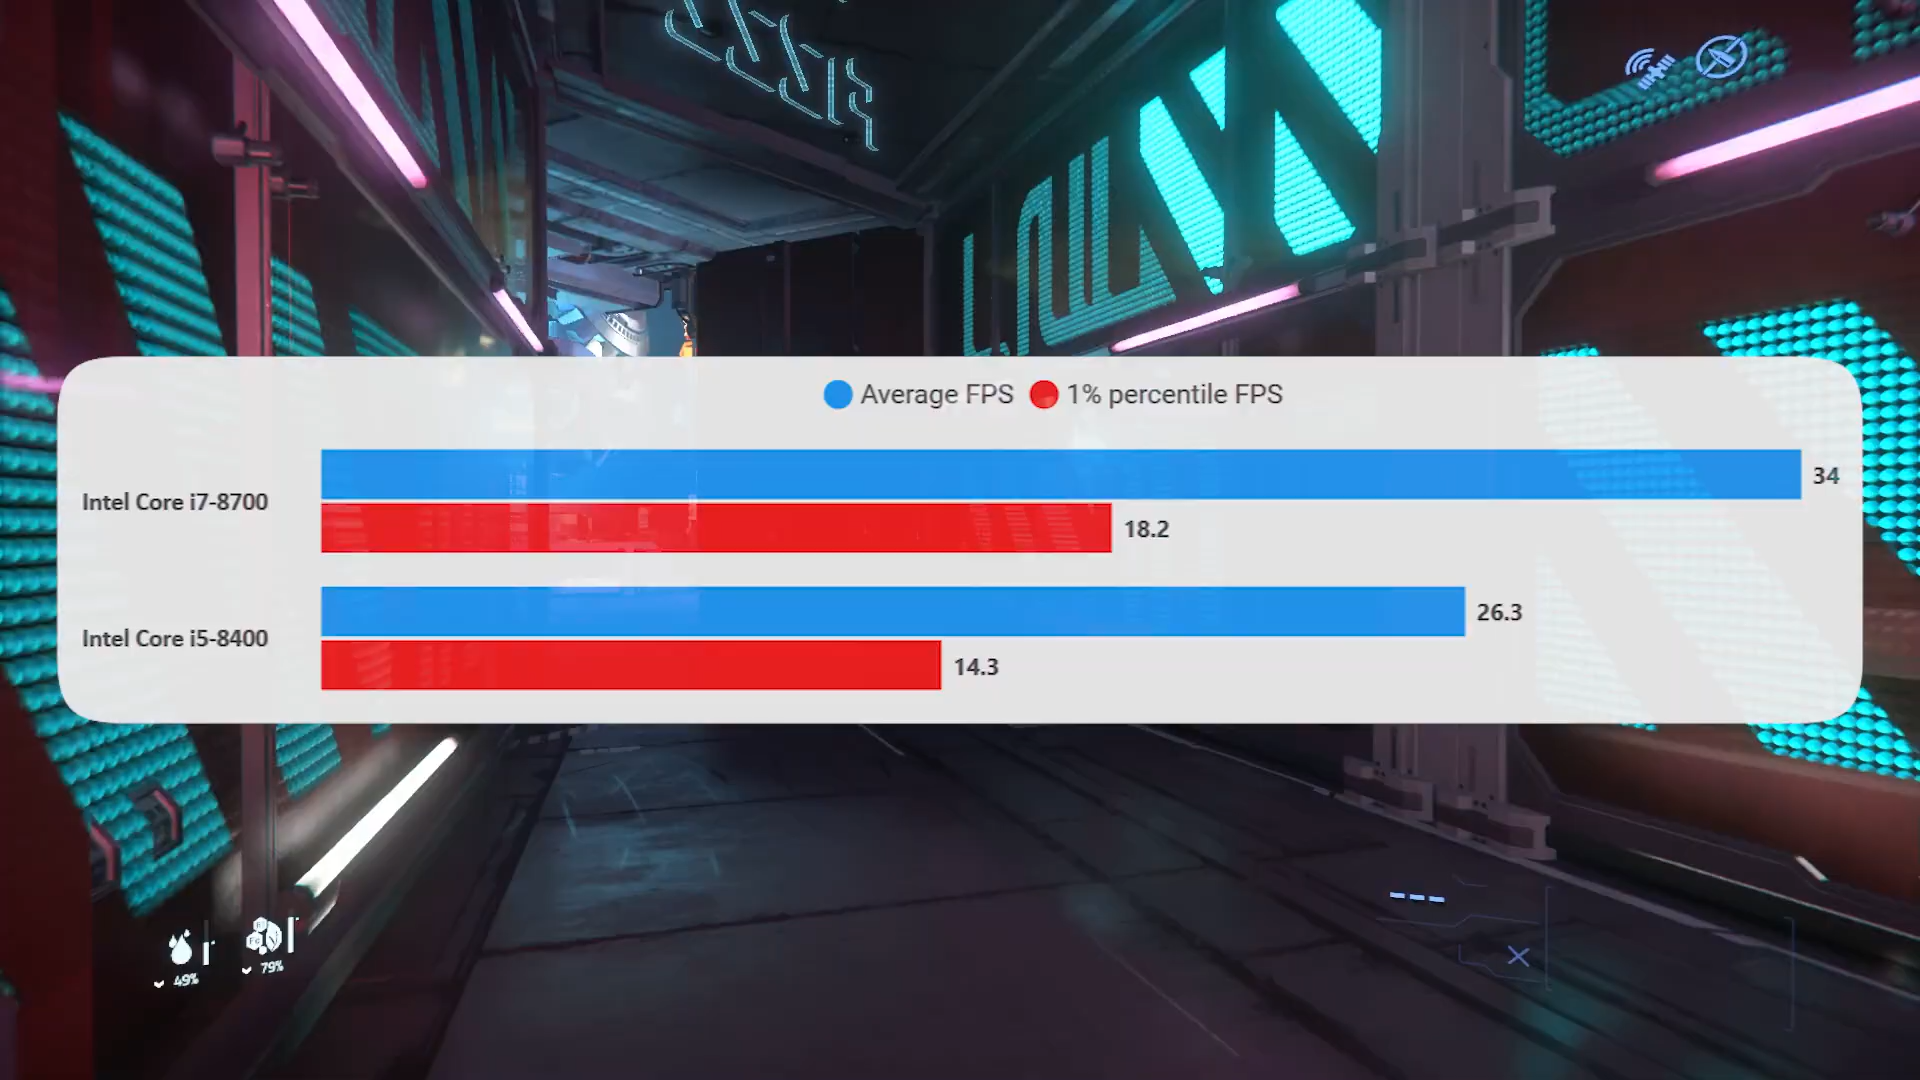 Average FPS 1% percentile FPS
Intel Core i7-8700
34
18.2
Intel Core i5-8400
26.3
14.3
49%
79%